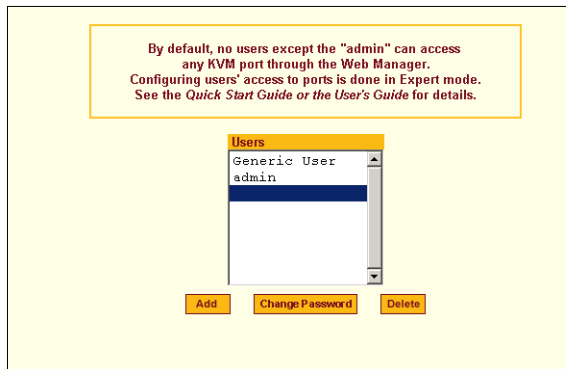 By default, no users except the "admin" can access
any KVM port through the Web Manager.
Configuring users' access to ports is done in Expert mode.
See the Quick Start Guide or the User's Guide for details.
Users
Generic User
admin
Add Change Password Delete